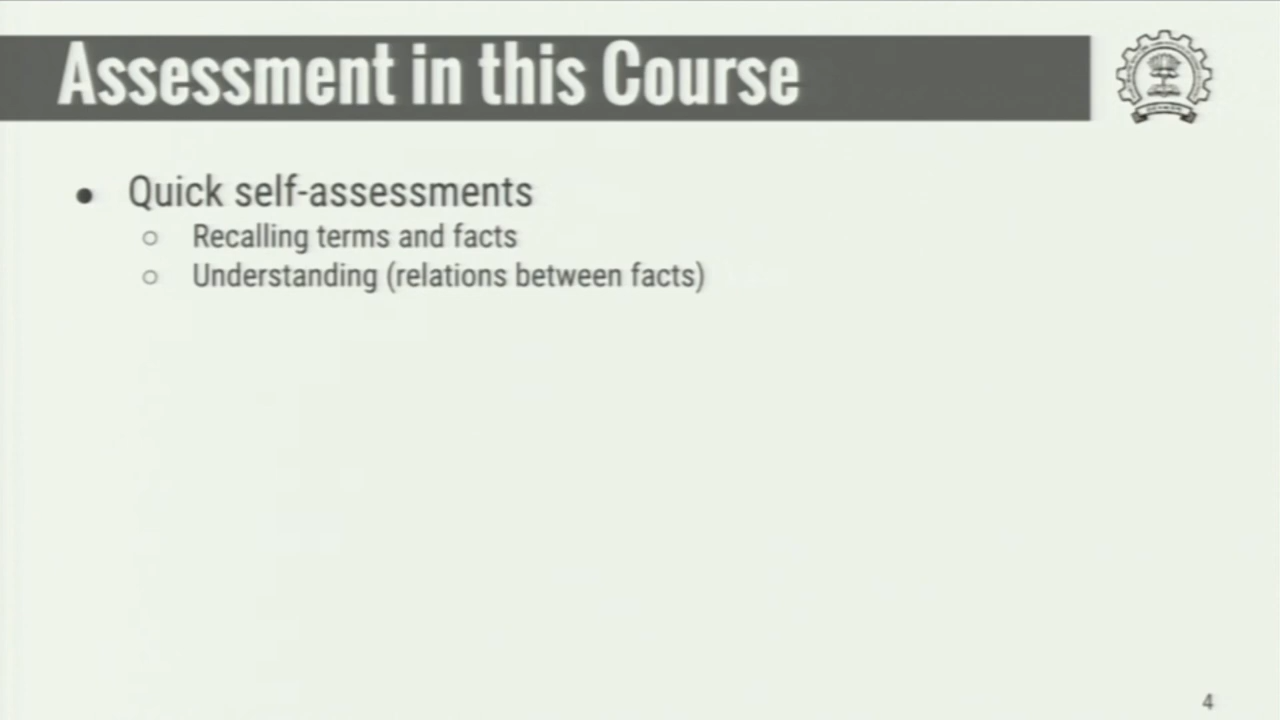 Assessment in this Course
● Quick self-assessments
○ Recalling terms and facts
○ Understanding (relations between facts)
4